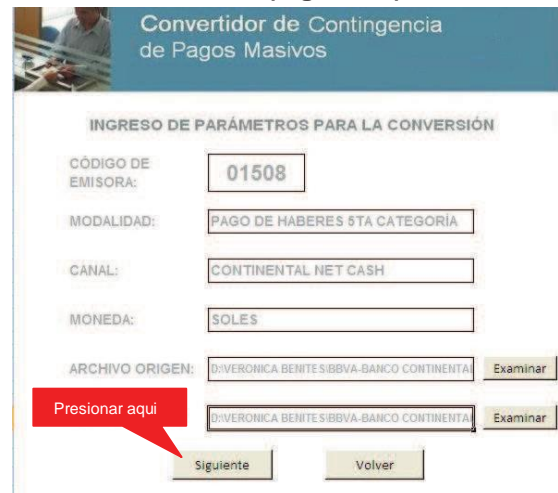 Convertidor de Contingencia
de Pagos Masivos
INGRESO DE PARÁMETROS PARA LA CONVERSIÓN
CÓDIGO DE
EMISORA:
01508
MODALIDAD:
PAGO DE HABERES 5TA CATEGORÍA
CANAL:
CONTINENTAL NET CASH
MONEDA:
SOLES
ARCHIVO ORIGEN:
D:\VERONICA BENITES\BBVA-BANCO CONTINENTAL
Examinar
Presionar aqui
D:\VERONICA BENITES\BBVA-BANCO CONTINENTAL
Examinar
Siguiente
Volver